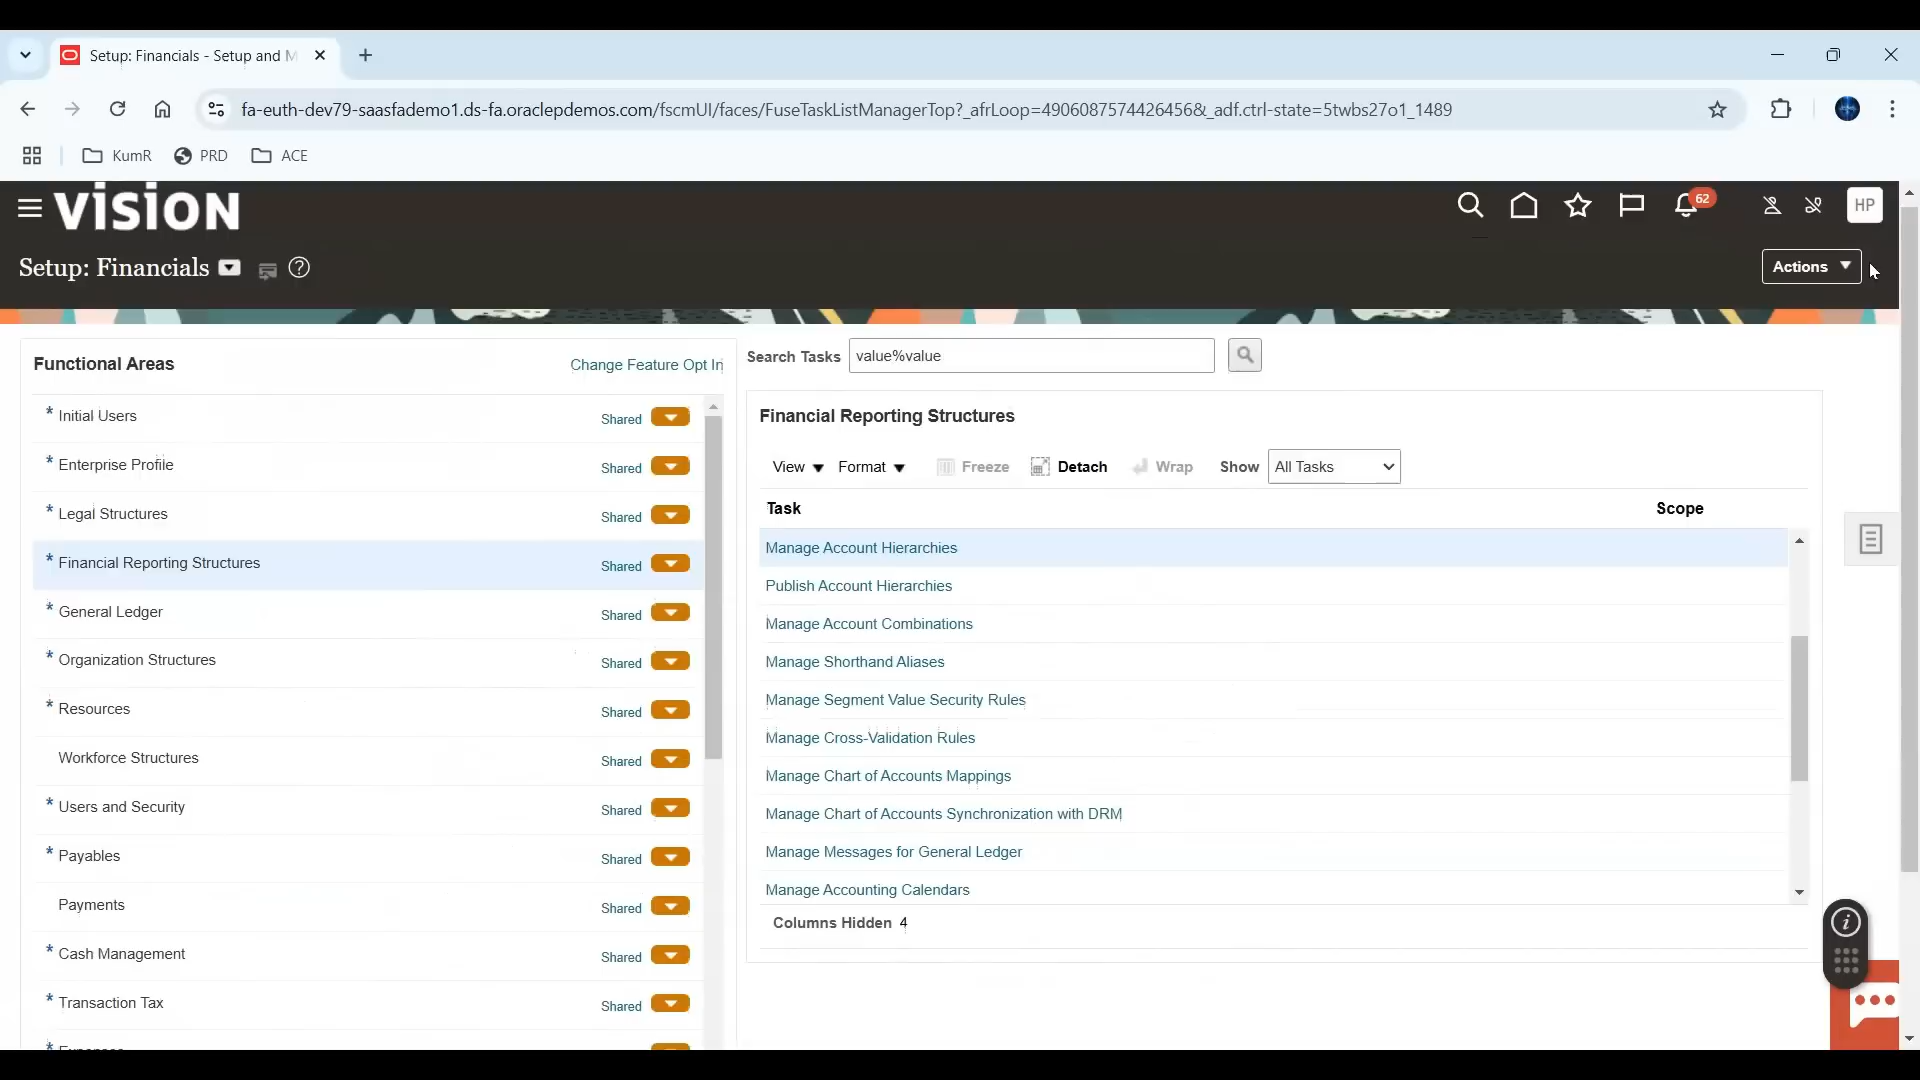 Setup: Financials - Setup and M
fa-euth-dev79-saasfademo1.ds-fa.oraclepdemos.com/fscmUI/faces/FuseTaskListManagerTop?_afrLoop=49060875744264568&_adf.ctrl-state=5twbs27o1_1489
KumR
PRD
ACE
vision
62
HP
Setup: Financials
Actions
Functional Areas
Change Feature Opt In
* Initial Users Shared
* Enterprise Profile Shared
* Legal Structures Shared
* Financial Reporting Structures Shared
* General Ledger Shared
* Organization Structures Shared
* Resources Shared
Workforce Structures Shared
* Users and Security Shared
* Payables Shared
Payments Shared
* Cash Management Shared
* Transaction Tax Shared
Search Tasks value%value
Financial Reporting Structures
View Format Freeze Detach Wrap Show All Tasks
Task Scope
Manage Account Hierarchies
Publish Account Hierarchies
Manage Account Combinations
Manage Shorthand Aliases
Manage Segment Value Security Rules
Manage Cross-Validation Rules
Manage Chart of Accounts Mappings
Manage Chart of Accounts Synchronization with DRM
Manage Messages for General Ledger
Manage Accounting Calendars
Columns Hidden 4